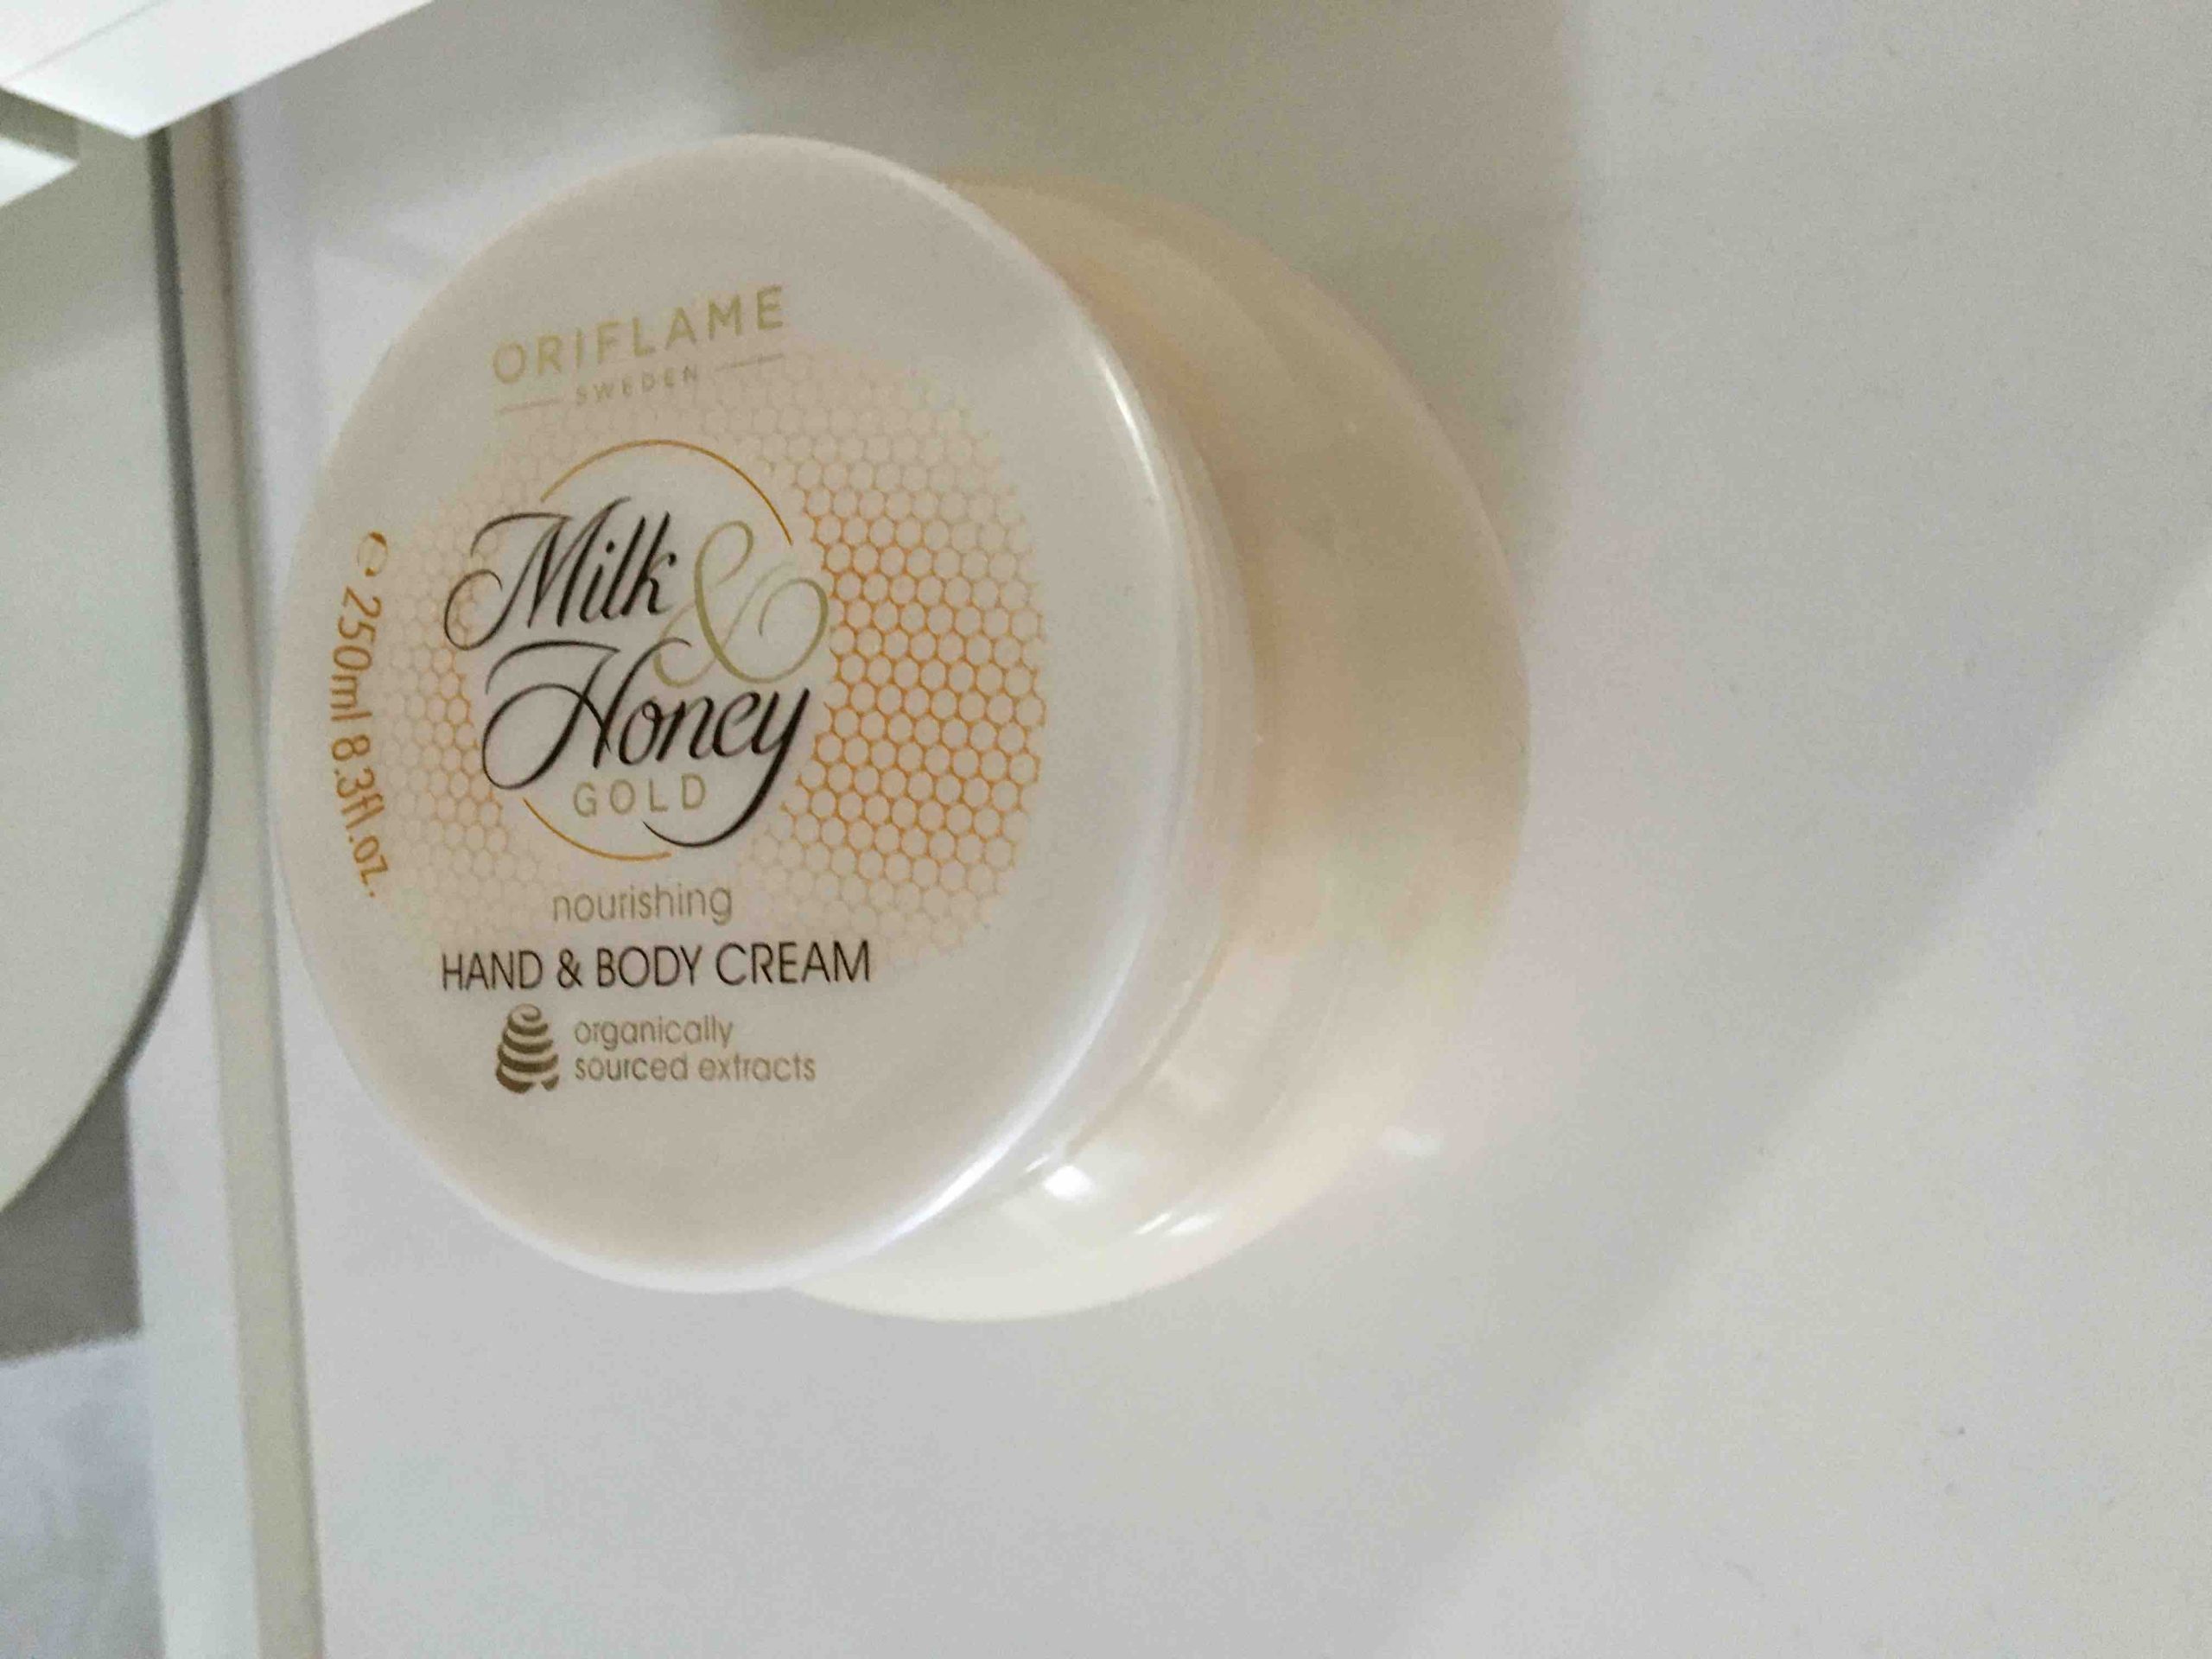 ORIFLAME
SWEDEN
Milk &
Honey
GOLD
nourishing
HAND & BODY CREAM
organically
sourced extracts
℮ 250ml 8.3fl.oz.